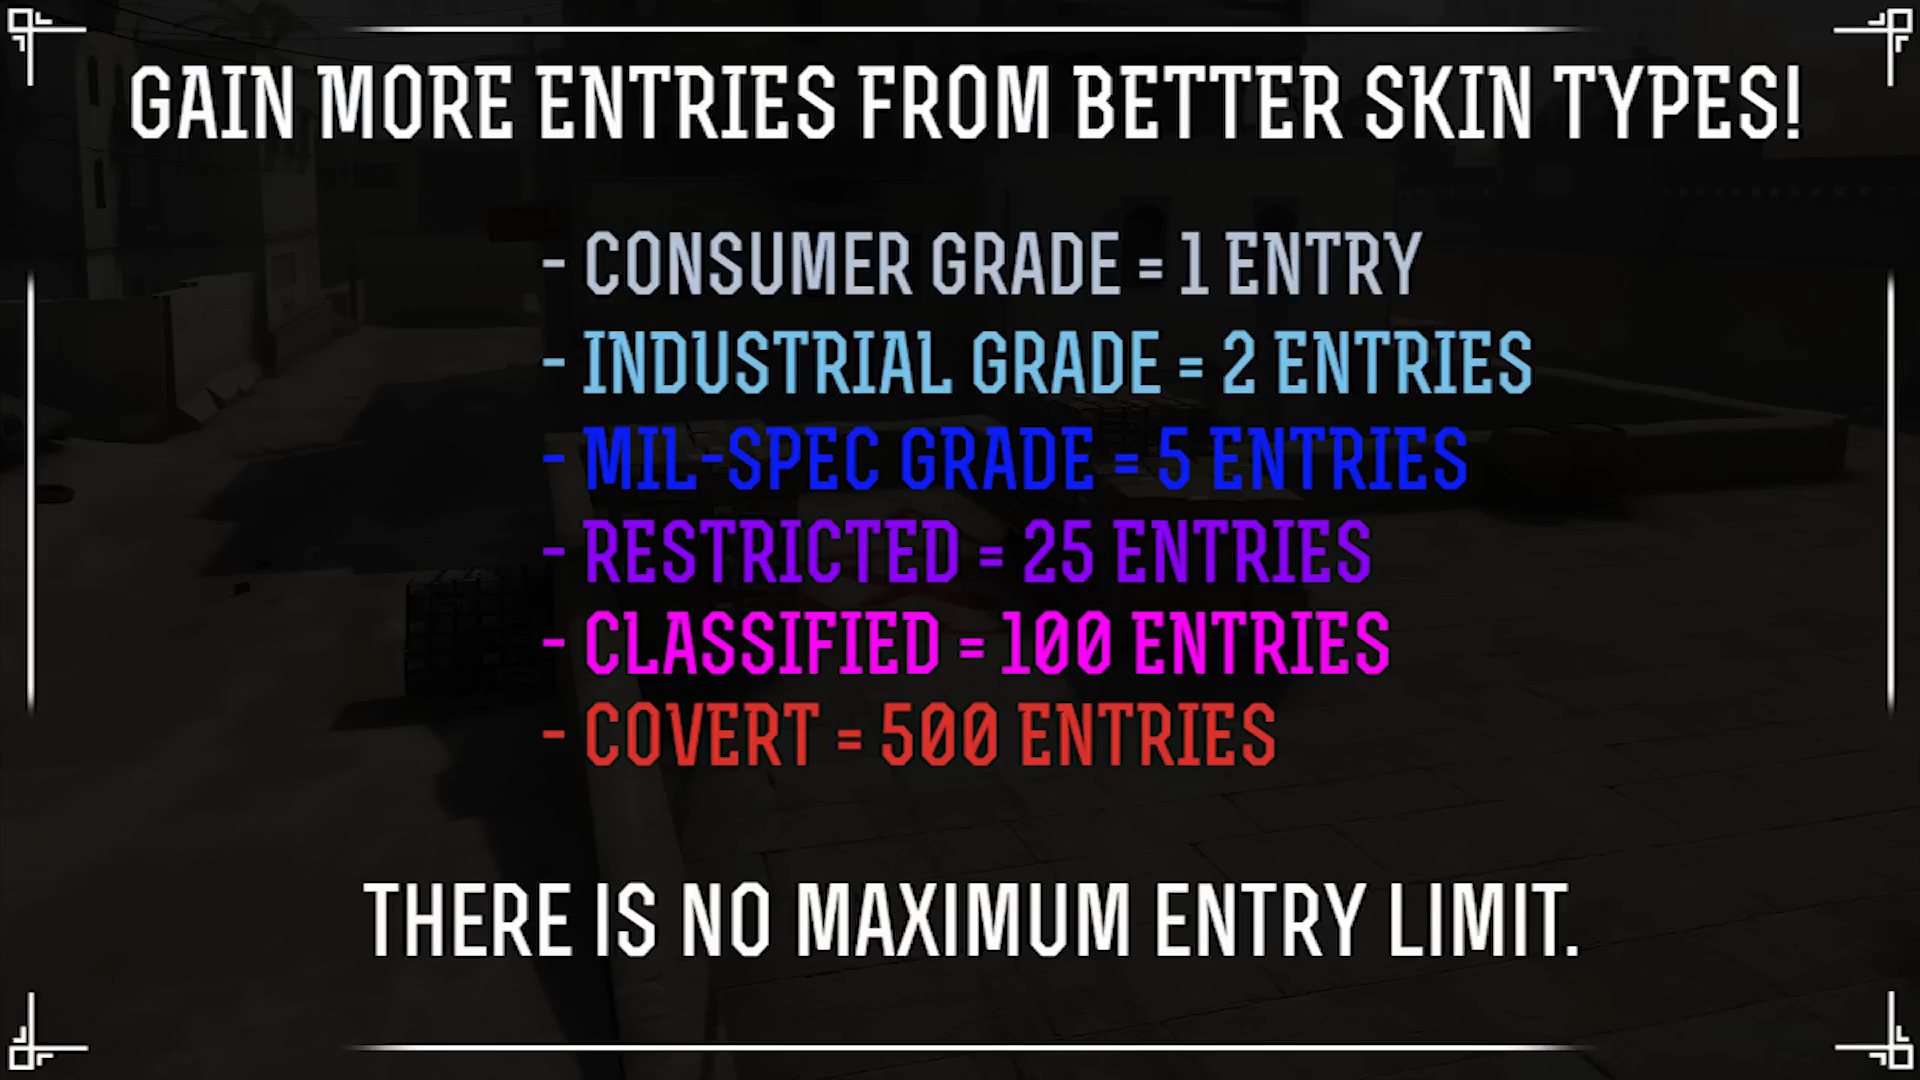 GAIN MORE ENTRIES FROM BETTER SKIN TYPES!
- CONSUMER GRADE = 1 ENTRY
- INDUSTRIAL GRADE = 2 ENTRIES
- MIL-SPEC GRADE = 5 ENTRIES
- RESTRICTED = 25 ENTRIES
- CLASSIFIED = 100 ENTRIES
- COVERT = 500 ENTRIES
THERE IS NO MAXIMUM ENTRY LIMIT.